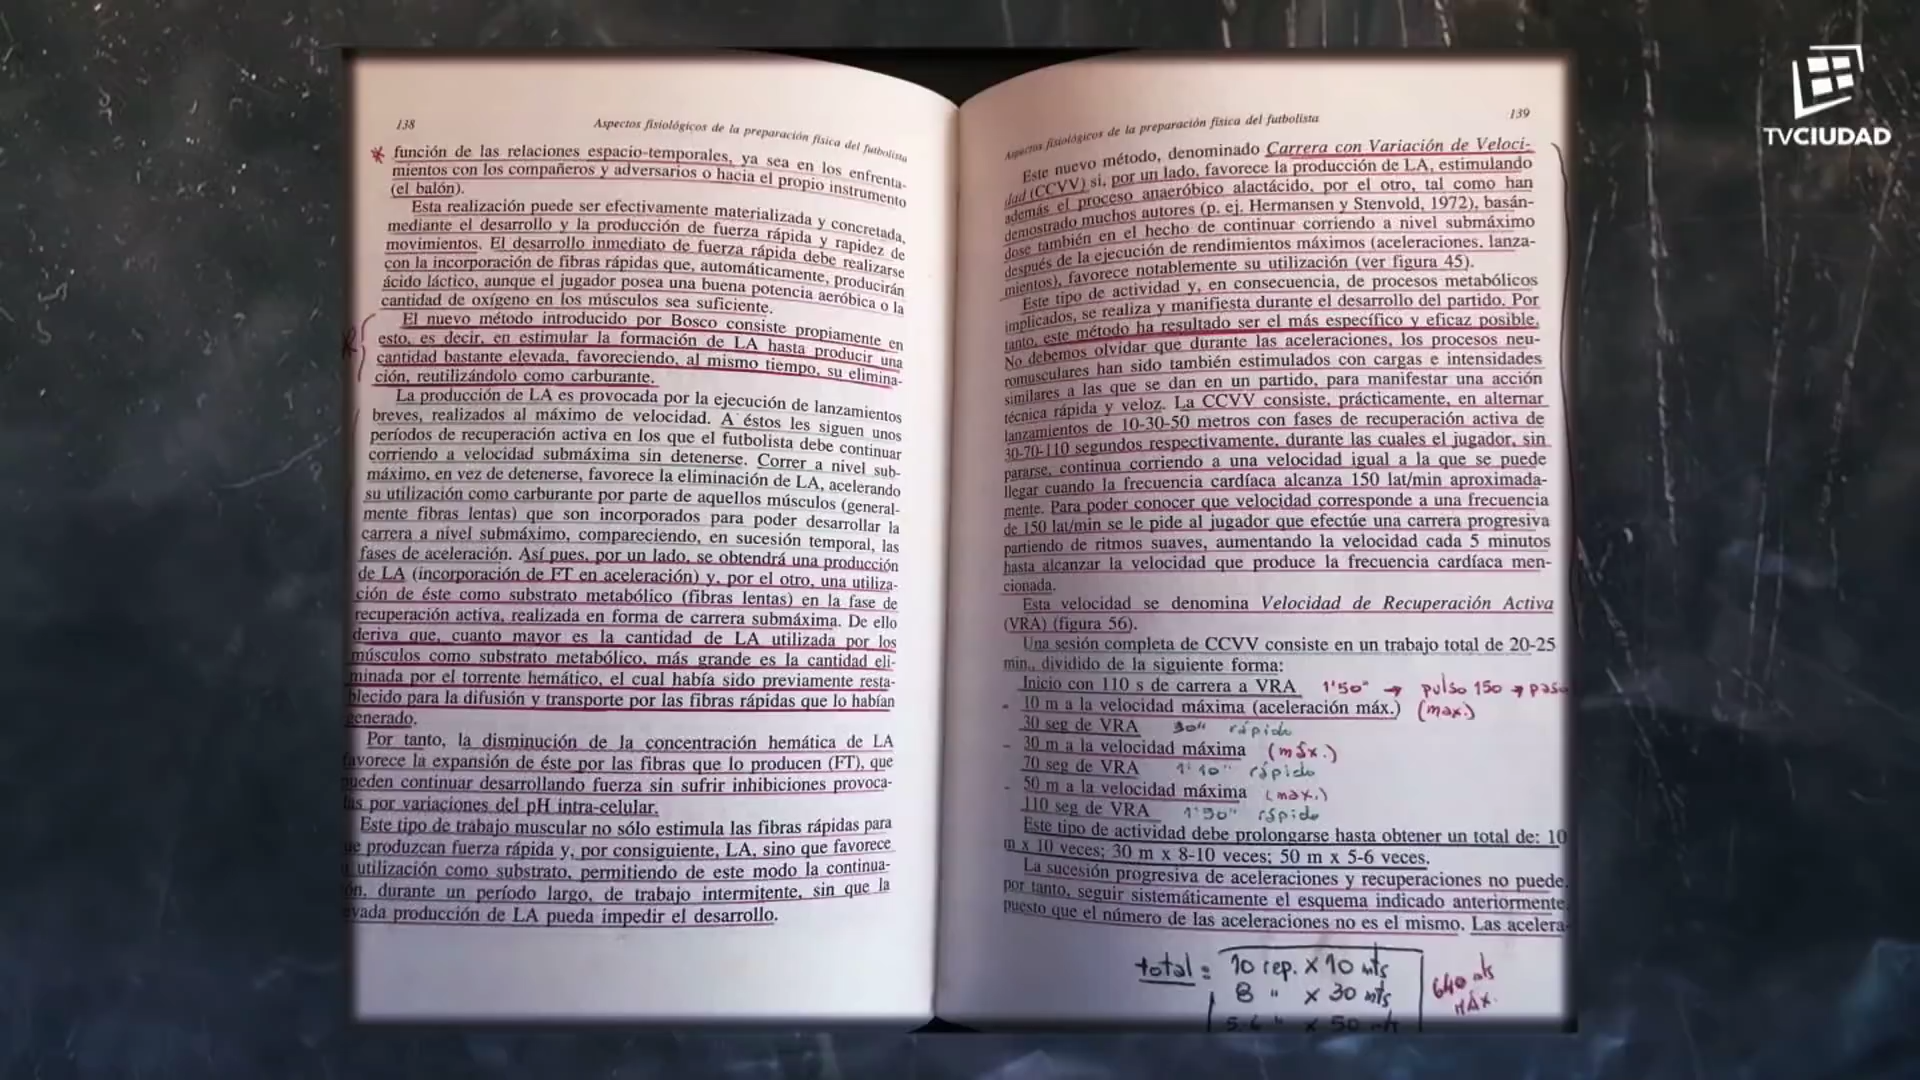 138
Aspectos fisiológicos de la preparación física del futbolista
* función de las relaciones espacio-temporales, ya sea en los enfrenta-
mientos con los compañeros y adversarios o hacia el propio instrumento
(el balón).
Esta realización puede ser efectivamente materializada y concretada,
mediante el desarrollo y la producción de fuerza rápida y rapidez de
movimientos. El desarrollo inmediato de fuerza rápida debe realizarse
con la incorporación de fibras rápidas que, automáticamente, producirán
ácido láctico, aunque el jugador posea una buena potencia aeróbica o la
cantidad de oxígeno en los músculos sea suficiente.
El nuevo método introducido por Bosco consiste propiamente en
esto, es decir, en estimular la formación de LA hasta producir una
cantidad bastante elevada, favoreciendo, al mismo tiempo, su elimina-
ción, reutilizándolo como carburante.
La producción de LA es provocada por la ejecución de lanzamientos
breves, realizados al máximo de velocidad. A éstos les siguen unos
períodos de recuperación activa en los que el futbolista debe continuar
corriendo a velocidad submáxima sin detenerse. Correr a nivel sub-
máximo, en vez de detenerse, favorece la eliminación de LA, acelerando
su utilización como carburante por parte de aquellos músculos (general-
mente fibras lentas) que son incorporados para poder desarrollar la
carrera a nivel submáximo, compareciendo, en sucesión temporal, las
fases de aceleración. Así pues, por un lado, se obtendrá una producción
de LA (incorporación de FT en aceleración) y, por el otro, una utiliza-
ción de éste como substrato metabólico (fibras lentas) en la fase de
recuperación activa, realizada en forma de carrera submáxima. De ello
deriva que, cuanto mayor es la cantidad de LA utilizada por los
músculos como substrato metabólico, más grande es la cantidad eli-
minada por el torrente hemático, el cual había sido previamente resta-
blecido para la difusión y transporte por las fibras rápidas que lo habían
generado.
Por tanto, la disminución de la concentración hemática de LA
favorece la expansión de éste por las fibras que lo producen (FT), que
pueden continuar desarrollando fuerza sin sufrir inhibiciones provoca-
das por variaciones del pH intra-celular.
Este tipo de trabajo muscular no sólo estimula las fibras rápidas para
ue produzcan fuerza rápida y, por consiguiente, LA, sino que favorece
u utilización como substrato, permitiendo de este modo la continua-
ón, durante un período largo, de trabajo intermitente, sin que la
evada producción de LA pueda impedir el desarrollo.
Aspectos fisiológicos de la preparación física del futbolista
139
Este nuevo método, denominado Carrera con Variación de Veloci-
dad (CCVV) si, por un lado, favorece la producción de LA, estimulando
además el proceso anaeróbico alactácido, por el otro, tal como han
demostrado muchos autores (p. ej. Hermansen y Stenvold, 1972), basán-
dose también en el hecho de continuar corriendo a nivel submáximo
después de la ejecución de rendimientos máximos (aceleraciones, lanza-
mientos), favorece notablemente su utilización (ver figura 45).
Este tipo de actividad y, en consecuencia, de procesos metabólicos
implicados, se realiza y manifiesta durante el desarrollo del partido. Por
tanto, este método ha resultado ser el más específico y eficaz posible.
No debemos olvidar que durante las aceleraciones, los procesos neu-
romusculares han sido también estimulados con cargas e intensidades
similares a las que se dan en un partido, para manifestar una acción
técnica rápida y veloz. La CCVV consiste, prácticamente, en alternar
lanzamientos de 10-30-50 metros con fases de recuperación activa de
30-70-110 segundos respectivamente, durante las cuales el jugador, sin
pararse, continua corriendo a una velocidad igual a la que se puede
llegar cuando la frecuencia cardíaca alcanza 150 lat/min aproximada-
mente. Para poder conocer que velocidad corresponde a una frecuencia
de 150 lat/min se le pide al jugador que efectúe una carrera progresiva
partiendo de ritmos suaves, aumentando la velocidad cada 5 minutos
hasta alcanzar la velocidad que produce la frecuencia cardíaca men-
cionada.
Esta velocidad se denomina Velocidad de Recuperación Activa
(VRA) (figura 56).
Una sesión completa de CCVV consiste en un trabajo total de 20-25
min., dividido de la siguiente forma:
Inicio con 110 s de carrera a VRA 1'50" → pulso 150 → paso
- 10 m a la velocidad máxima (aceleración máx.) (max.)
30 seg de VRA 30" rápido
- 30 m a la velocidad máxima (máx.)
70 seg de VRA 1'10" rápido
- 50 m a la velocidad máxima (max.)
110 seg de VRA 1'50" rápido
Este tipo de actividad debe prolongarse hasta obtener un total de: 10
m x 10 veces; 30 m x 8-10 veces; 50 m x 5-6 veces.
La sucesión progresiva de aceleraciones y recuperaciones no puede,
por tanto, seguir sistemáticamente el esquema indicado anteriormente,
puesto que el número de las aceleraciones no es el mismo. Las acelera-
total = 10 rep. x 10 mts
8 " x 30 mts
5-6 " x 50 mts
640 mts
MÁX.
TVCIUDAD